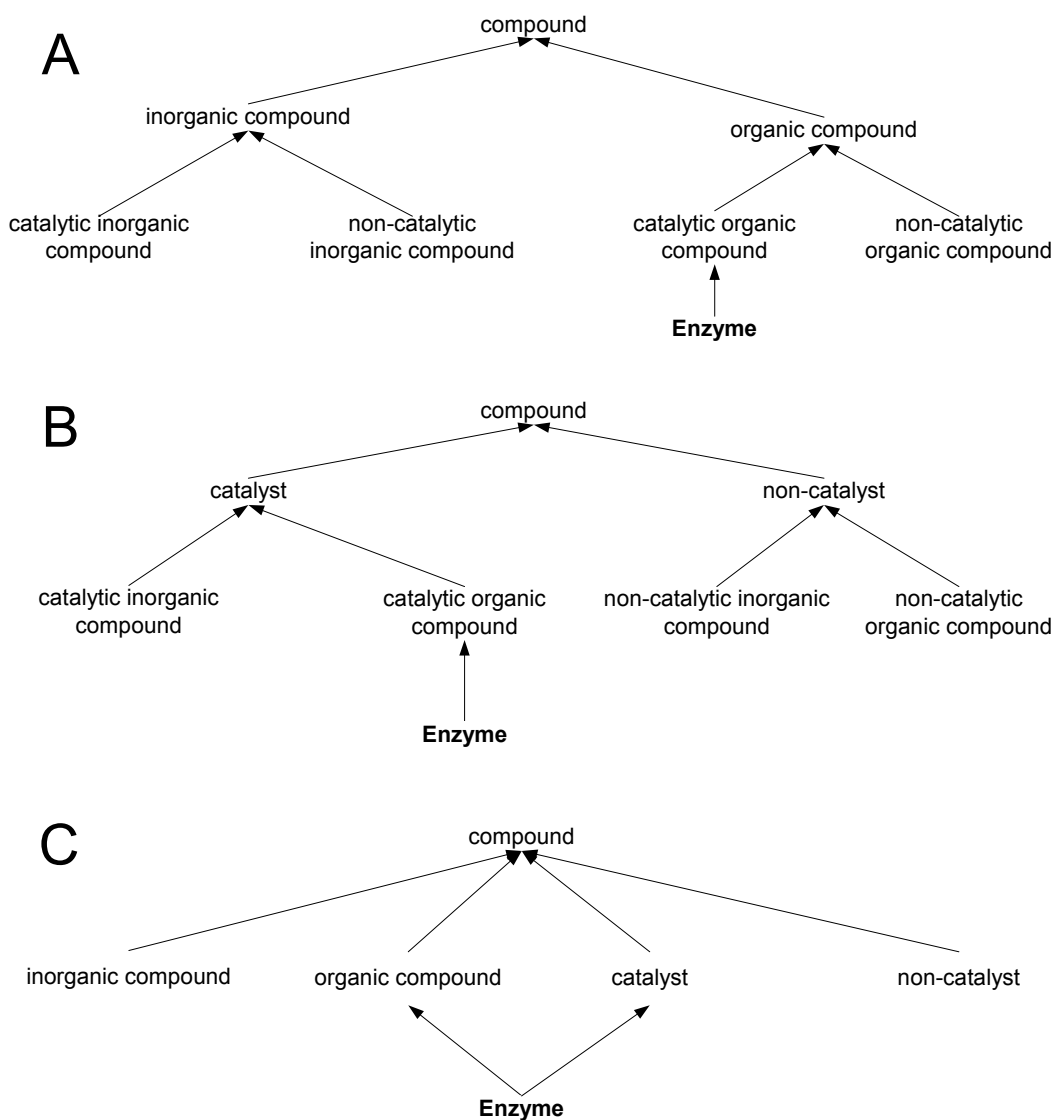 A
compound
inorganic compound
organic compound
catalytic inorganic
compound
non-catalytic
inorganic compound
catalytic organic
compound
non-catalytic
organic compound
Enzyme
B
compound
catalyst
non-catalyst
catalytic inorganic
compound
catalytic organic
compound
non-catalytic inorganic
compound
non-catalytic
organic compound
Enzyme
C
compound
inorganic compound
organic compound
catalyst
non-catalyst
Enzyme